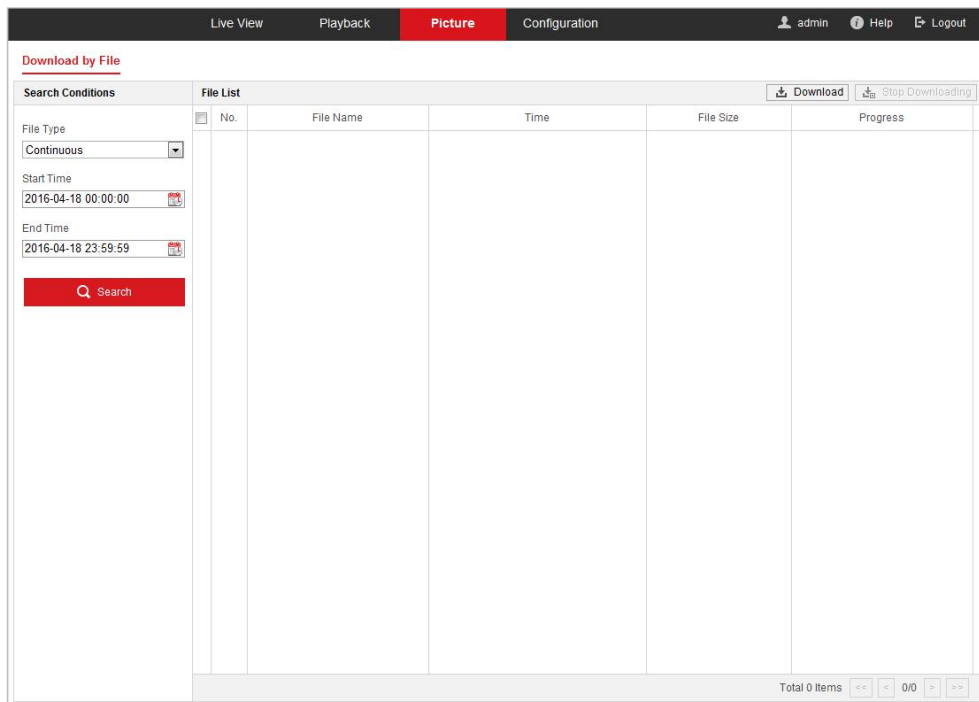 Live View Playback Picture Configuration admin Help Logout
Download by File
Search Conditions
File List
Download
Stop Downloading
No. File Name Time File Size Progress
File Type
Continuous
Start Time
2016-04-18 00:00:00
End Time
2016-04-18 23:59:59
Search
Total 0 Items << < 0/0 > >>